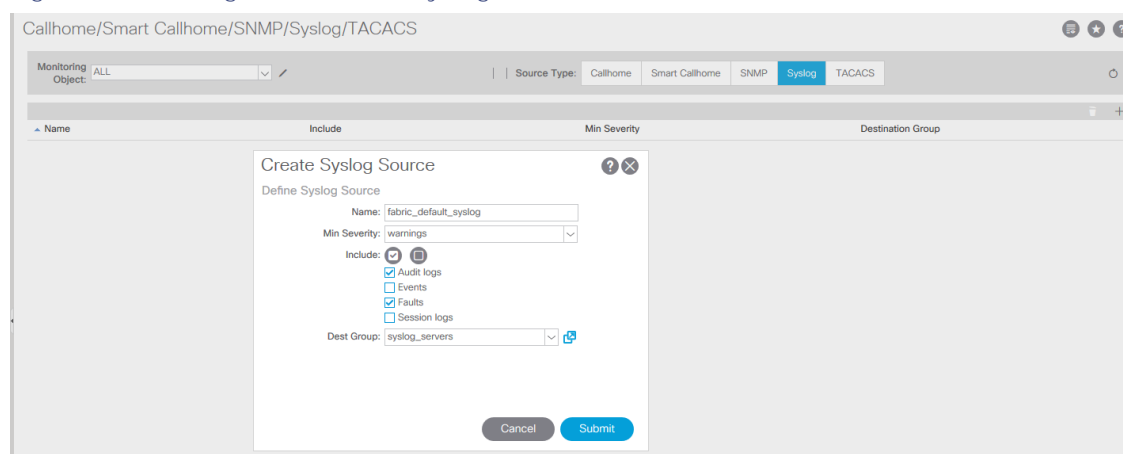 Callhome/Smart Callhome/SNMP/Syslog/TACACS
Monitoring Object: ALL | | Source Type: Callhome Smart Callhome SNMP Syslog TACACS
Name Include Min Severity Destination Group
Create Syslog Source
Define Syslog Source
Name: fabric_default_syslog
Min Severity: warnings
Include:
Audit logs
Events
Faults
Session logs
Dest Group: syslog_servers
Cancel Submit